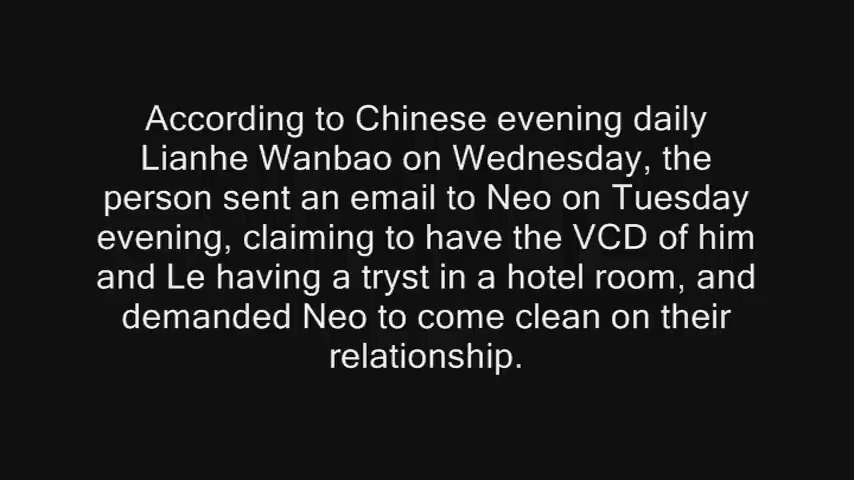 According to Chinese evening daily
Lianhe Wanbao on Wednesday, the
person sent an email to Neo on Tuesday
evening, claiming to have the VCD of him
and Le having a tryst in a hotel room, and
demanded Neo to come clean on their
relationship.